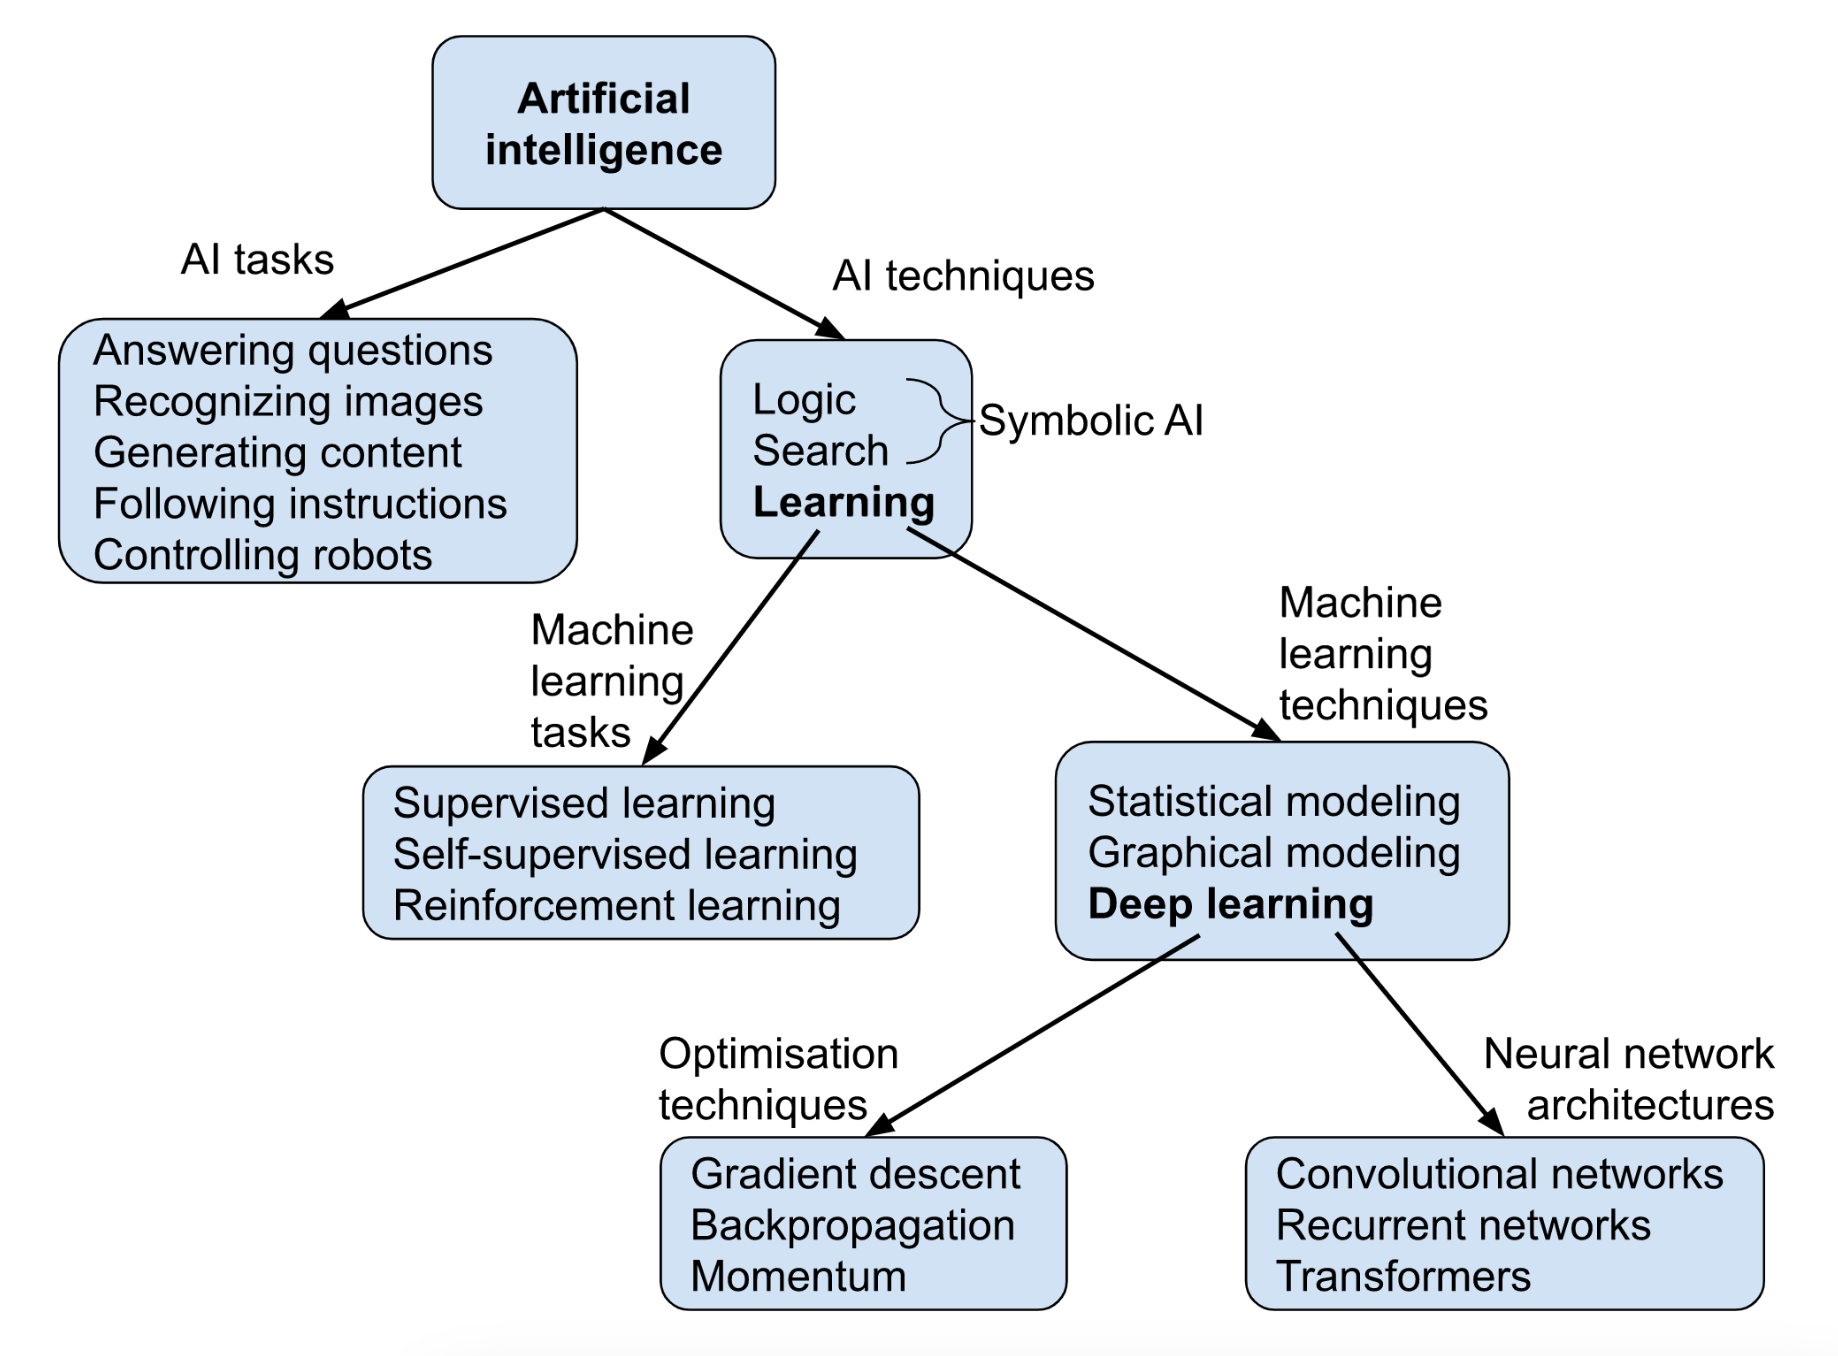 Artificial
intelligence
AI tasks
AI techniques
Answering questions
Recognizing images
Generating content
Following instructions
Controlling robots
Logic
Search
Learning
Symbolic AI
Machine
learning
tasks
Machine
learning
techniques
Supervised learning
Self-supervised learning
Reinforcement learning
Statistical modeling
Graphical modeling
Deep learning
Optimisation
techniques
Neural network
architectures
Gradient descent
Backpropagation
Momentum
Convolutional networks
Recurrent networks
Transformers